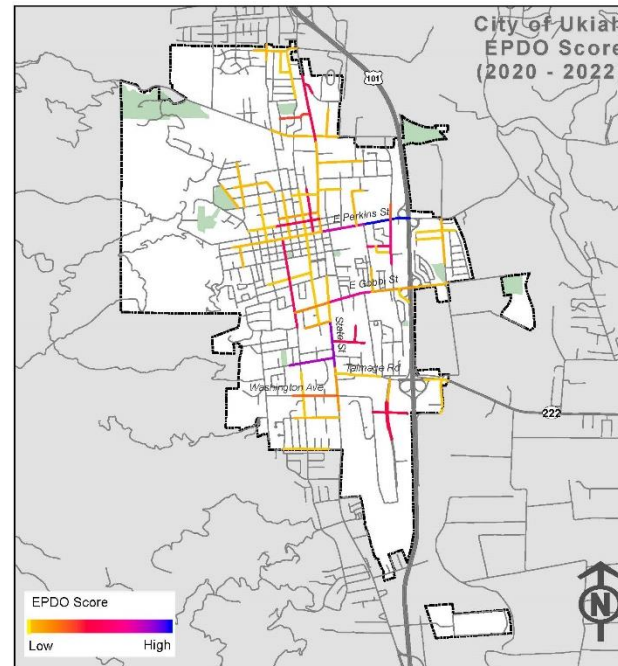 City of Ukiah
EPDO Score
(2020 - 2022
101
E Perkins St
E Gobbi St
State St
Talmage Rd
Washington Ave
222
EPDO Score
Low High
N